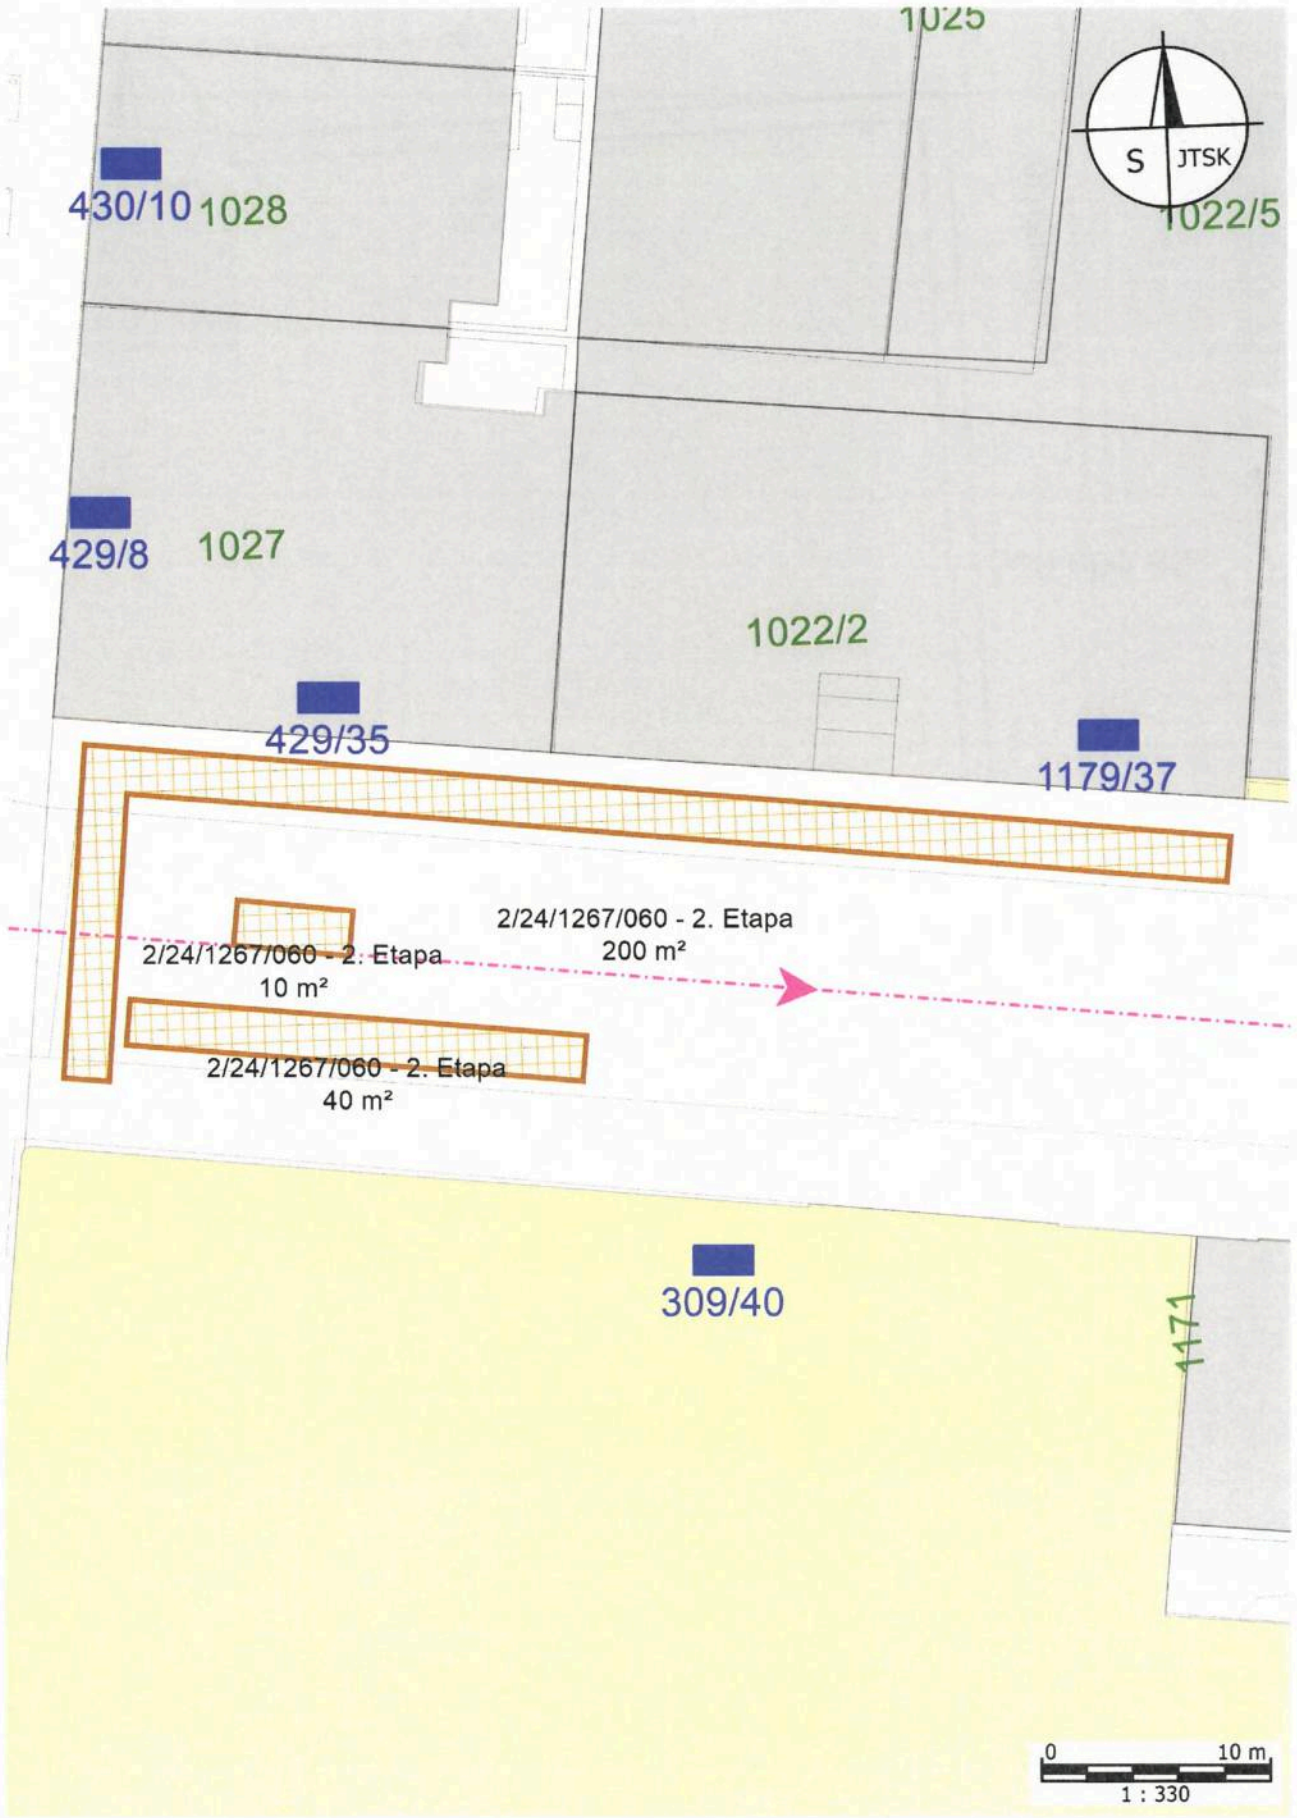 1025
S JTSK
1022/5
430/10 1028
429/8 1027
1022/2
429/35
1179/37
2/24/1267/060 - 2. Etapa
200 m²
2/24/1267/060 - 2. Etapa
10 m²
2/24/1267/060 - 2. Etapa
40 m²
309/40
1171
0 10 m
1 : 330